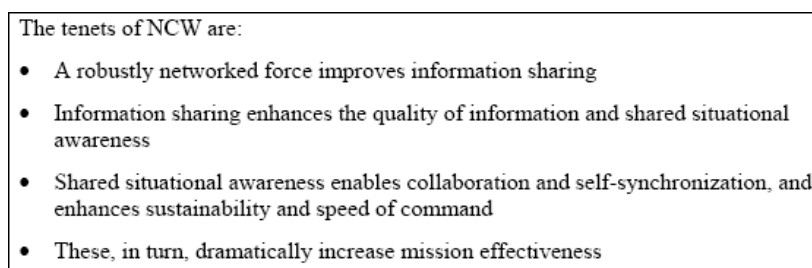 The tenets of NCW are:
• A robustly networked force improves information sharing
• Information sharing enhances the quality of information and shared situational
awareness
• Shared situational awareness enables collaboration and self-synchronization, and
enhances sustainability and speed of command
• These, in turn, dramatically increase mission effectiveness